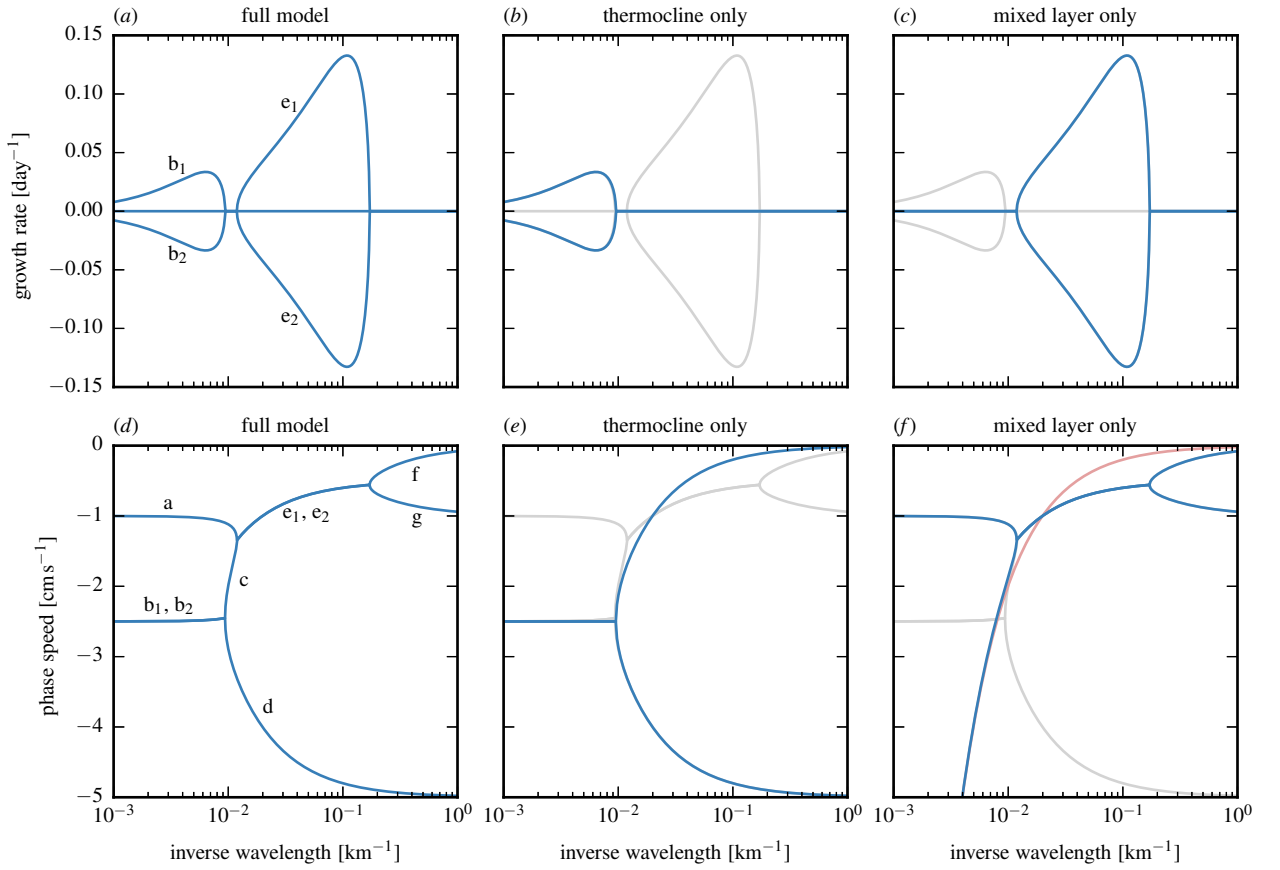 (a) full model
(b) thermocline only
(c) mixed layer only
growth rate [day⁻¹]
0.15
0.10
0.05
0.00
−0.05
−0.10
−0.15
b₁
b₂
e₁
e₂
(d) full model
(e) thermocline only
(f) mixed layer only
phase speed [cm s⁻¹]
0
−1
−2
−3
−4
−5
a
b₁, b₂
c
d
e₁, e₂
f
g
10⁻³ 10⁻² 10⁻¹ 10⁰
10⁻³ 10⁻² 10⁻¹ 10⁰
10⁻³ 10⁻² 10⁻¹ 10⁰
inverse wavelength [km⁻¹]
inverse wavelength [km⁻¹]
inverse wavelength [km⁻¹]